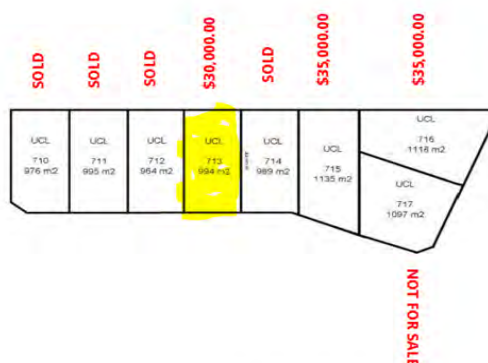 SOLD
SOLD
SOLD
$30,000.00
SOLD
$35,000.00
$35,000.00
UCL
710
976 m2
UCL
711
995 m2
UCL
712
964 m2
UCL
713
994 m2
UCL
714
989 m2
UCL
715
1135 m2
UCL
716
1118 m2
UCL
717
1097 m2
NOT FOR SALE